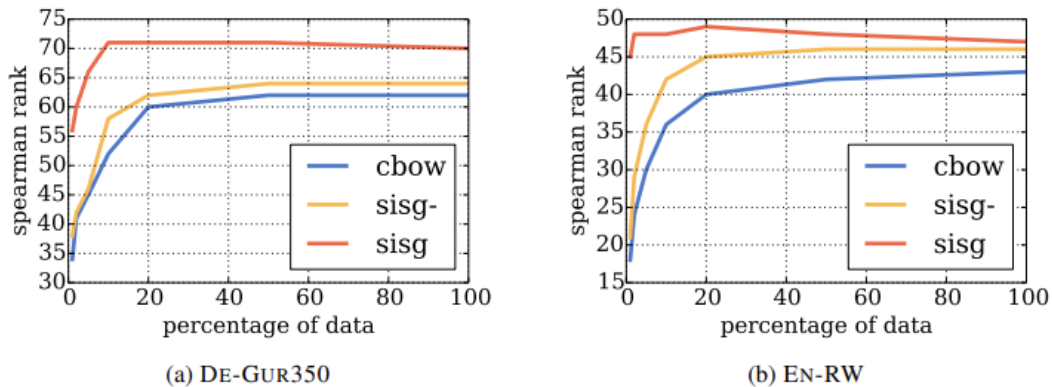 75
70
65
60
55
50
45
40
35
30
spearman rank
cbow
sisg-
sisg
0 20 40 60 80 100
percentage of data
(a) DE-GUR350
50
45
40
35
30
25
20
15
spearman rank
cbow
sisg-
sisg
0 20 40 60 80 100
percentage of data
(b) EN-RW